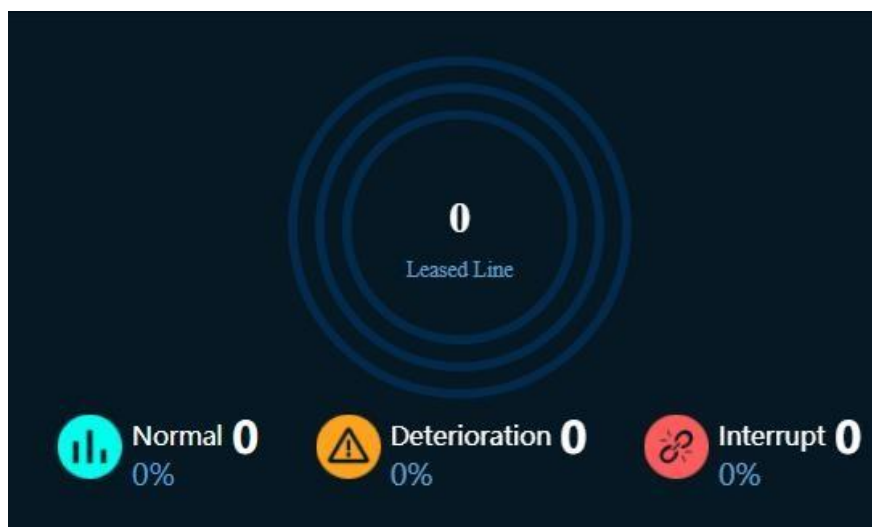 0
Leased Line
Normal 0
0%
Deterioration 0
0%
Interrupt 0
0%